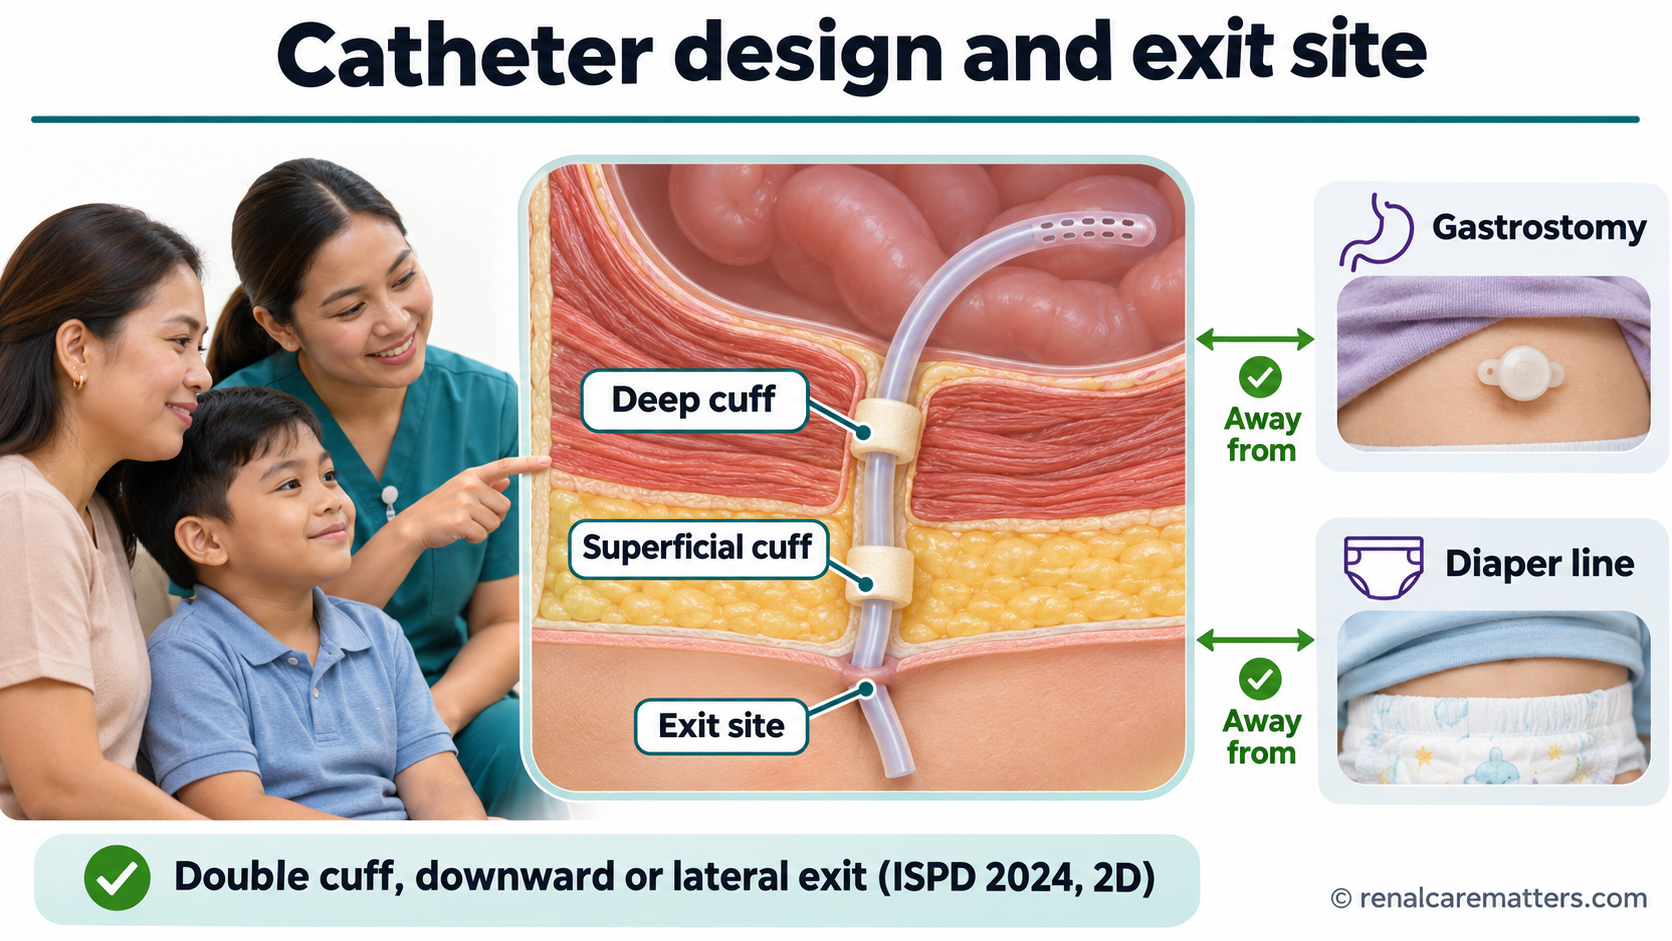 Catheter design and exit site
Gastrostomy
Deep cuff
Away
from
Superficial cuff
Diaper line
Exit site
Away
from
Double cuff, downward or lateral exit (ISPD 2024, 2D)
© renalcarematters.com